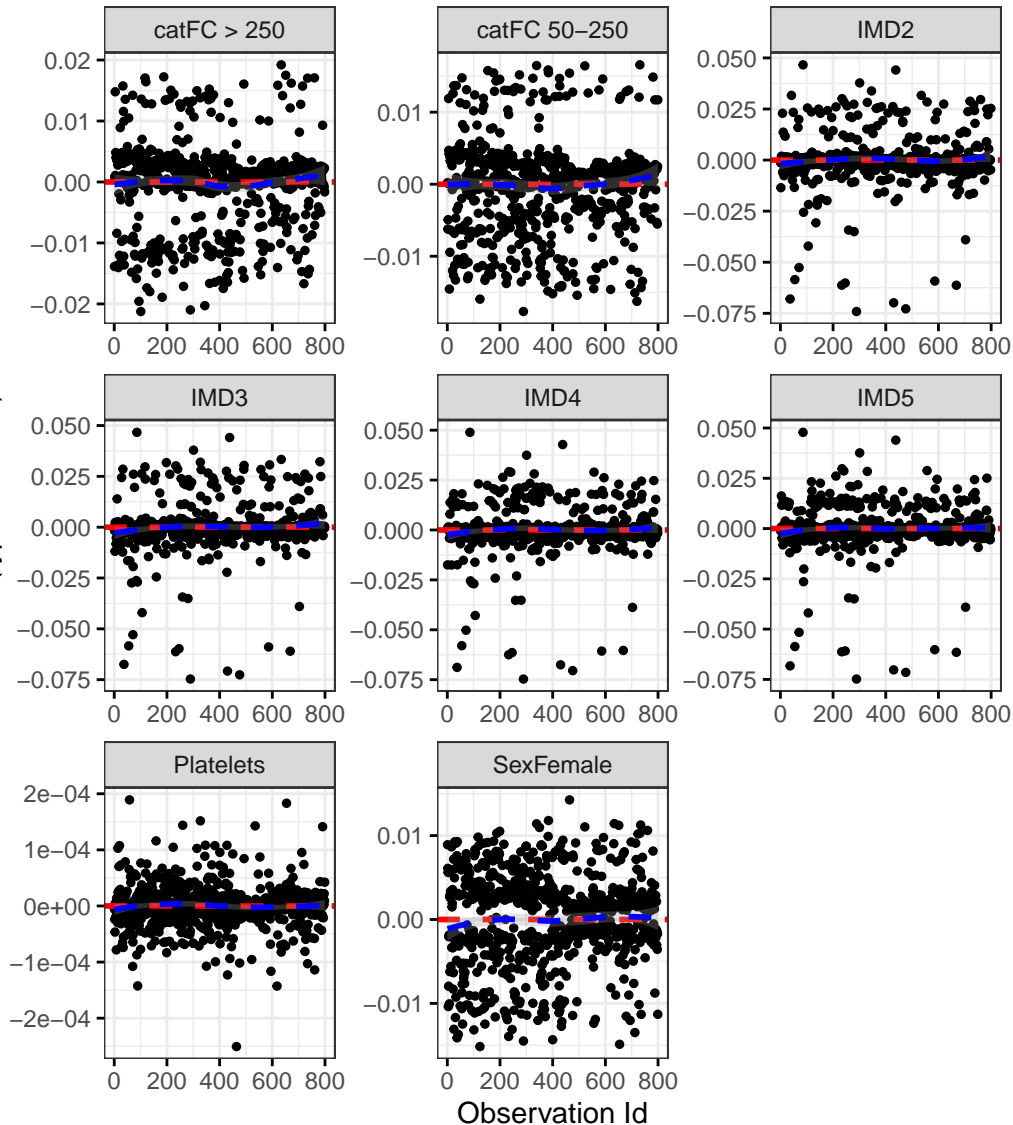 catFC > 250 catFC 50−250 IMD2
0.02
0.01
0.00
−0.01
−0.02
0.01
0.00
−0.01
0.050
0.025
0.000
−0.025
−0.050
−0.075
0 200 400 600 800 0 200 400 600 800 0 200 400 600 800
IMD3 IMD4 IMD5
0.050
0.025
0.000
−0.025
−0.050
−0.075
0.050
0.025
0.000
−0.025
−0.050
−0.075
0.050
0.025
0.000
−0.025
−0.050
−0.075
0 200 400 600 800 0 200 400 600 800 0 200 400 600 800
Platelets SexFemale
2e−04
1e−04
0e+00
−1e−04
−2e−04
0.01
0.00
−0.01
0 200 400 600 800 0 200 400 600 800
Observation Id